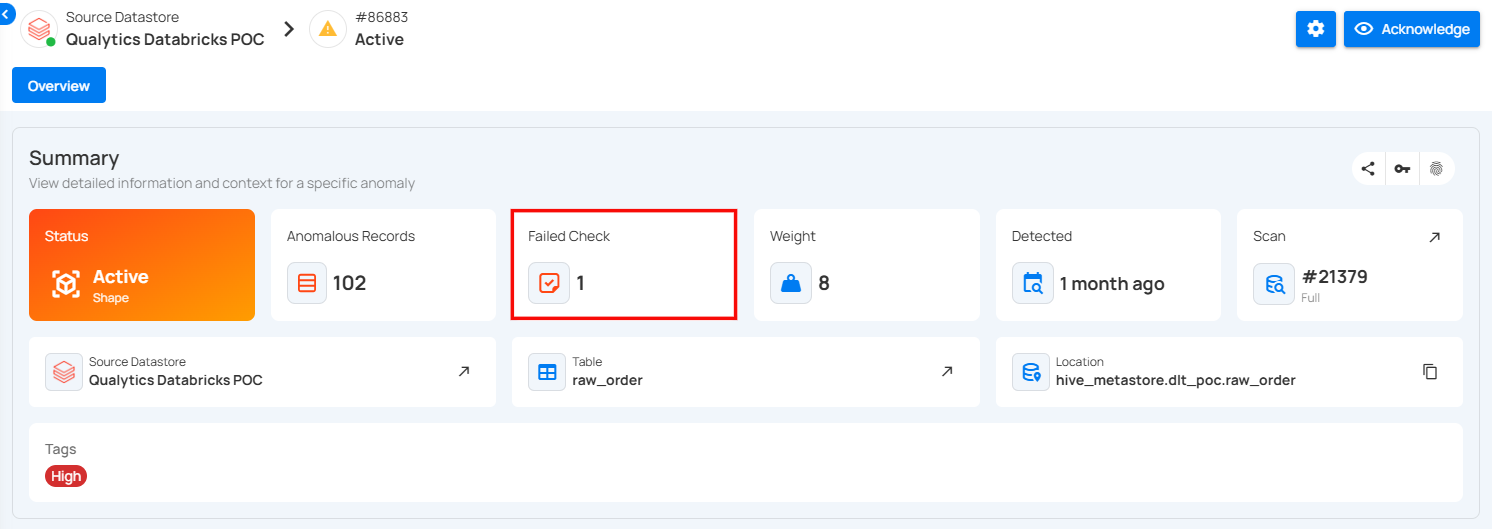 Source Datastore
Qualytics Databricks POC
#86883
Active
Acknowledge
Overview
Summary
View detailed information and context for a specific anomaly
Status
Active
Shape
Anomalous Records
102
Failed Check
1
Weight
8
Detected
1 month ago
Scan
#21379
Full
Source Datastore
Qualytics Databricks POC
Table
raw_order
Location
hive_metastore.dlt_poc.raw_order
Tags
High